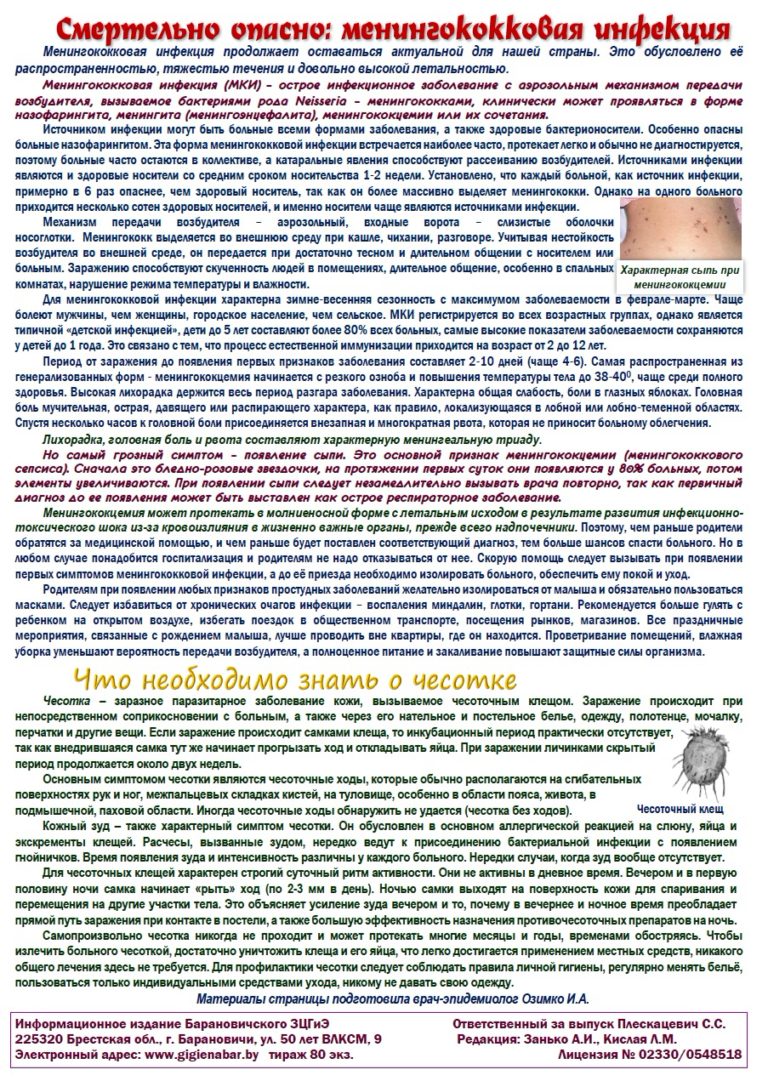 Смертельно опасно: менингококковая инфекция
Менингококковая инфекция продолжает оставаться актуальной для нашей страны. Это обусловлено её
распространенностью, тяжестью течения и довольно высокой летальностью.
Менингококковая инфекция (МКИ) – острое инфекционное заболевание с аэрозольным механизмом передачи
возбудителя, вызываемое бактериями рода Neisseria – менингококками, клинически может проявляться в форме
назофарингита, менингита (менингоэнцефалита), менингококцемии или их сочетания.
Источником инфекции могут быть больные всеми формами заболевания, а также здоровые бактерионосители. Особенно опасны
больные назофарингитом. Эта форма менингококковой инфекции встречается наиболее часто, протекает легко и обычно не диагностируется,
поэтому больные часто остаются в коллективе, а катаральные явления способствуют рассеиванию возбудителей. Источниками инфекции
являются и здоровые носители со средним сроком носительства 1-2 недели. Установлено, что каждый больной, как источник инфекции,
примерно в 6 раз опаснее, чем здоровый носитель, так как он более массивно выделяет менингококки. Однако на одного больного
приходится несколько сотен здоровых носителей, и именно носители чаще являются источниками инфекции.
Механизм передачи возбудителя – аэрозольный, входные ворота – слизистые оболочки
носоглотки. Менингококк выделяется во внешнюю среду при кашле, чихании, разговоре. Учитывая нестойкость
возбудителя во внешней среде, он передается при достаточно тесном и длительном общении с носителем или
больным. Заражению способствуют скученность людей в помещениях, длительное общение, особенно в спальных
комнатах, нарушение режима температуры и влажности.
Характерная сыпь при
менингококцемии
Для менингококковой инфекции характерна зимне-весенняя сезонность с максимумом заболеваемости в феврале-марте. Чаще
болеют мужчины, чем женщины, городское население, чем сельское. МКИ регистрируется во всех возрастных группах, однако является
типичной «детской инфекцией», дети до 5 лет составляют более 80% всех больных, самые высокие показатели заболеваемости сохраняются
у детей до 1 года. Это связано с тем, что процесс естественной иммунизации приходится на возраст от 2 до 12 лет.
Период от заражения до появления первых признаков заболевания составляет 2-10 дней (чаще 4-6). Самая распространенная из
генерализованных форм - менингококцемия начинается с резкого озноба и повышения температуры тела до 38-40⁰, чаще среди полного
здоровья. Высокая лихорадка держится весь период разгара заболевания. Характерна общая слабость, боли в глазных яблоках. Головная
боль мучительная, острая, давящего или распирающего характера, как правило, локализующаяся в лобной или лобно-теменной областях.
Спустя несколько часов к головной боли присоединяется внезапная и многократная рвота, которая не приносит больному облегчения.
Лихорадка, головная боль и рвота составляют характерную менингеальную триаду.
Но самый грозный симптом – появление сыпи. Это основной признак менингококцемии (менингококкового
сепсиса). Сначала это бледно-розовые звездочки, на протяжении первых суток они появляются у 80% больных, потом
элементы увеличиваются. При появлении сыпи следует незамедлительно вызывать врача повторно, так как первичный
диагноз до ее появления может быть выставлен как острое респираторное заболевание.
Менингококцемия может протекать в молниеносной форме с летальным исходом в результате развития инфекционно-
токсического шока из-за кровоизлияния в жизненно важные органы, прежде всего надпочечники. Поэтому, чем раньше родители
обратятся за медицинской помощью, и чем раньше будет поставлен соответствующий диагноз, тем больше шансов спасти больного. Но в
любом случае понадобится госпитализация и родителям не надо отказываться от нее. Скорую помощь следует вызывать при появлении
первых симптомов менингококковой инфекции, а до её приезда необходимо изолировать больного, обеспечить ему покой и уход.
Родителям при появлении любых признаков простудных заболеваний желательно изолироваться от малыша и обязательно пользоваться
масками. Следует избавиться от хронических очагов инфекции – воспаления миндалин, глотки, гортани. Рекомендуется больше гулять с
ребенком на открытом воздухе, избегать поездок в общественном транспорте, посещения рынков, магазинов. Все праздничные
мероприятия, связанные с рождением малыша, лучше проводить вне квартиры, где он находится. Проветривание помещений, влажная
уборка уменьшают вероятность передачи возбудителя, а полноценное питание и закаливание повышают защитные силы организма.
Что необходимо знать о чесотке
Чесотка – заразное паразитарное заболевание кожи, вызываемое чесоточным клещом. Заражение происходит при
непосредственном соприкосновении с больным, а также через его нательное и постельное белье, одежду, полотенце, мочалку,
перчатки и другие вещи. Если заражение происходит самками клеща, то инкубационный период практически отсутствует,
так как внедрившаяся самка тут же начинает прогрызать ход и откладывать яйца. При заражении личинками скрытый
период продолжается около двух недель.
Основным симптомом чесотки являются чесоточные ходы, которые обычно располагаются на сгибательных
поверхностях рук и ног, межпальцевых складках кистей, на туловище, особенно в области пояса, живота, в
подмышечной, паховой области. Иногда чесоточные ходы обнаружить не удается (чесотка без ходов).
Чесоточный клещ
Кожный зуд – также характерный симптом чесотки. Он обусловлен в основном аллергической реакцией на слюну, яйца и
экскременты клещей. Расчесы, вызванные зудом, нередко ведут к присоединению бактериальной инфекции с появлением
гнойничков. Время появления зуда и интенсивность различны у каждого больного. Нередки случаи, когда зуд вообще отсутствует.
Для чесоточных клещей характерен строгий суточный ритм активности. Они не активны в дневное время. Вечером и в первую
половину ночи самка начинает «рыть» ход (по 2-3 мм в день). Ночью самки выходят на поверхность кожи для спаривания и
перемещения на другие участки тела. Это объясняет усиление зуда вечером и то, почему в вечернее и ночное время преобладает
прямой путь заражения при контакте в постели, а также большую эффективность назначения противочесоточных препаратов на ночь.
Самопроизвольно чесотка никогда не проходит и может протекать многие месяцы и годы, временами обостряясь. Чтобы
излечить больного чесоткой, достаточно уничтожить клеща и его яйца, что легко достигается применением местных средств, никакого
общего лечения здесь не требуется. Для профилактики чесотки следует соблюдать правила личной гигиены, регулярно менять бельё,
пользоваться только индивидуальными средствами ухода, никому не давать свою одежду.
Материалы страницы подготовила врач-эпидемиолог Озимко И.А.
Информационное издание Барановичского ЗЦГиЭ Ответственный за выпуск Плескацевич С.С.
225320 Брестская обл., г. Барановичи, ул. 50 лет ВЛКСМ, 9 Редакция: Занько А.И., Кислая Л.М.
Электронный адрес: www.gigienabar.by тираж 80 экз. Лицензия № 02330/0548518